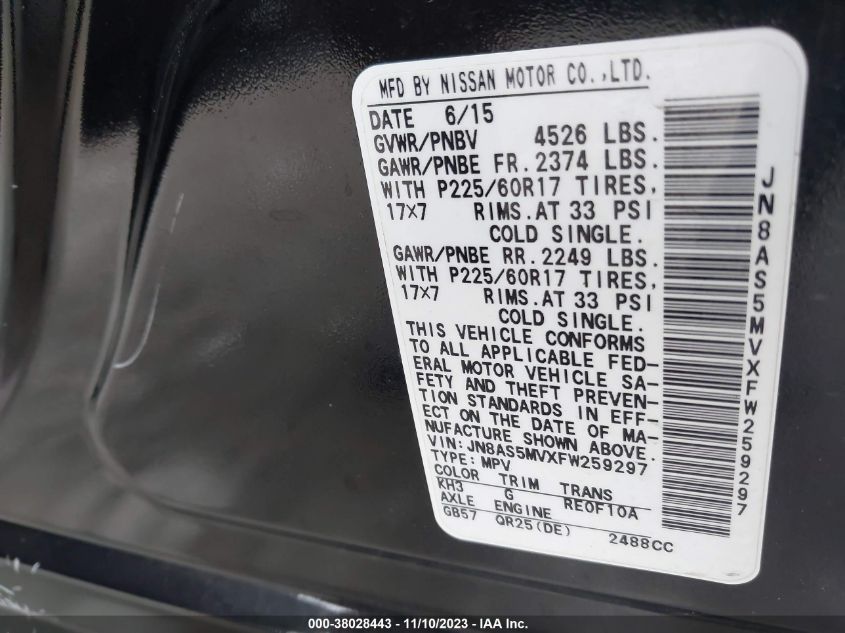 MFD BY NISSAN MOTOR CO.,LTD.
DATE 6/15
GVWR/PNBV 4526 LBS.
GAWR/PNBE FR. 2374 LBS.
WITH P225/60R17 TIRES,
17x7 RIMS. AT 33 PSI
COLD SINGLE.
GAWR/PNBE RR. 2249 LBS.
WITH P225/60R17 TIRES,
17x7 RIMS. AT 33 PSI
COLD SINGLE.
THIS VEHICLE CONFORMS
TO ALL APPLICABLE FED-
ERAL MOTOR VEHICLE SA-
FETY AND THEFT PREVEN-
TION STANDARDS IN EFF-
ECT ON THE DATE OF MA-
NUFACTURE SHOWN ABOVE.
VIN: JN8AS5MVXFW259297
TYPE: MPV
COLOR TRIM TRANS
KH3 G RE0F10A
AXLE ENGINE
GB57 QR25(DE) 2488CC
JN8AS5MVXFW259297
000-38028443 - 11/10/2023 - IAA Inc.